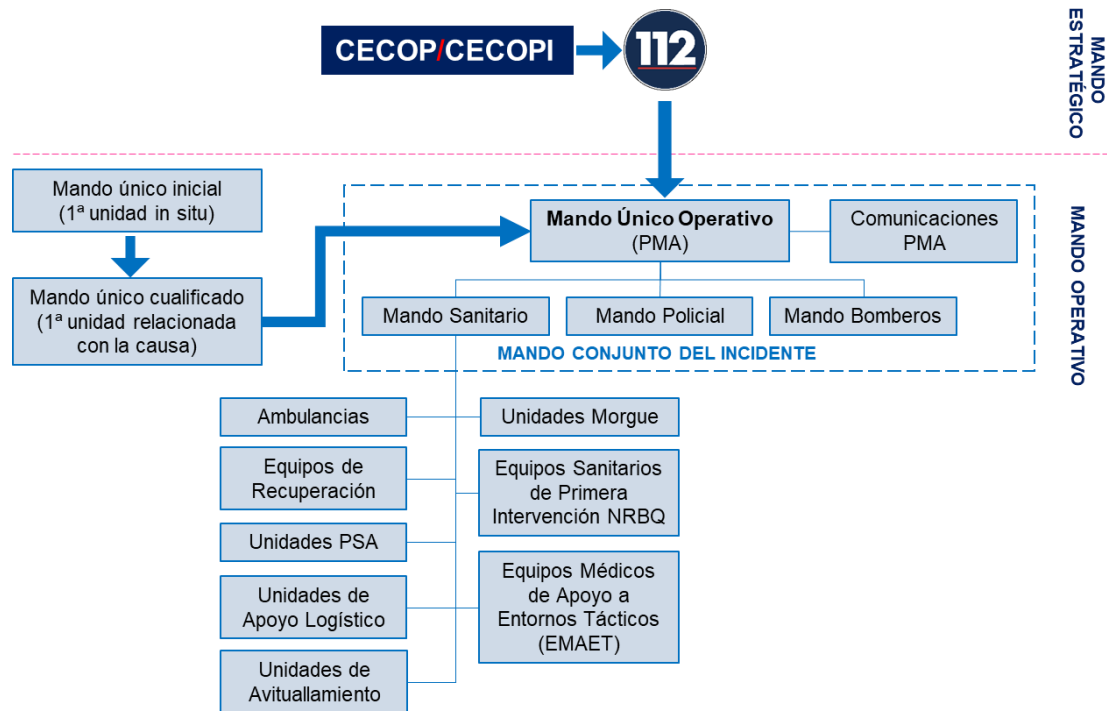 CECOP/CECOPI
112
MANDO
ESTRATÉGICO
Mando único inicial
(1ª unidad in situ)
Mando único cualificado
(1ª unidad relacionada
con la causa)
Mando Único Operativo
(PMA)
Comunicaciones
PMA
Mando Sanitario
Mando Policial
Mando Bomberos
MANDO CONJUNTO DEL INCIDENTE
MANDO OPERATIVO
Ambulancias
Unidades Morgue
Equipos de
Recuperación
Equipos Sanitarios
de Primera
Intervención NRBQ
Unidades PSA
Unidades de
Apoyo Logístico
Equipos Médicos
de Apoyo a
Entornos Tácticos
(EMAET)
Unidades de
Avituallamiento